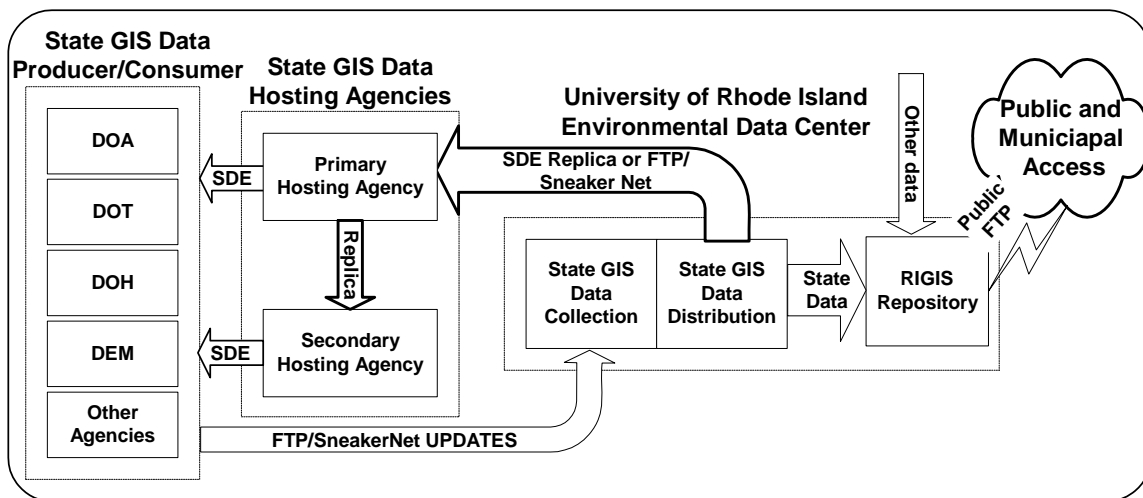 State GIS Data
Producer/Consumer
DOA
DOT
DOH
DEM
Other
Agencies
State GIS Data
Hosting Agencies
Primary
Hosting Agency
SDE
Replica
Secondary
Hosting Agency
SDE
FTP/SneakerNet UPDATES
University of Rhode Island
Environmental Data Center
SDE Replica or FTP/
Sneaker Net
State GIS
Data
Collection
State GIS
Data
Distribution
State
Data
Other data
RIGIS
Repository
Public
FTP
Public and
Municiapal
Access